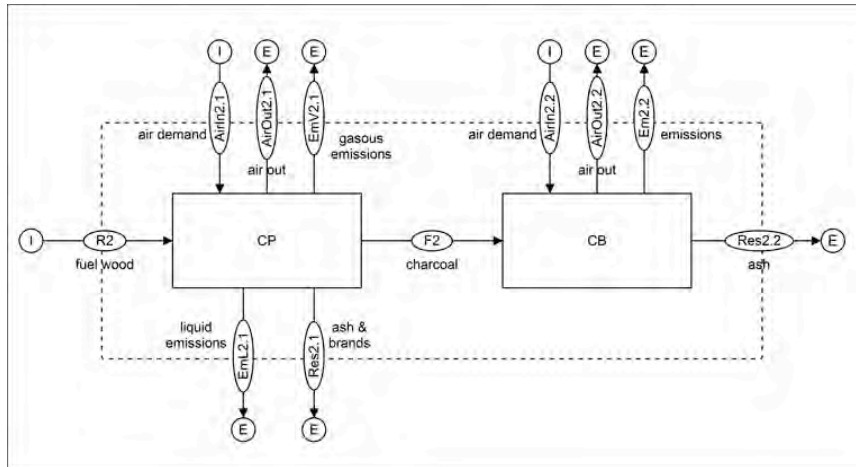 I
E
E
I
E
E
AirIn2.1
AirOut2.1
EmV2.1
AirIn2.2
AirOut2.2
Em2.2
air demand
gasous
emissions
air demand
emissions
air out
air out
I
R2
fuel wood
CP
F2
charcoal
CB
Res2.2
ash
E
liquid
emissions
EmL2.1
Res2.1
ash &
brands
E
E